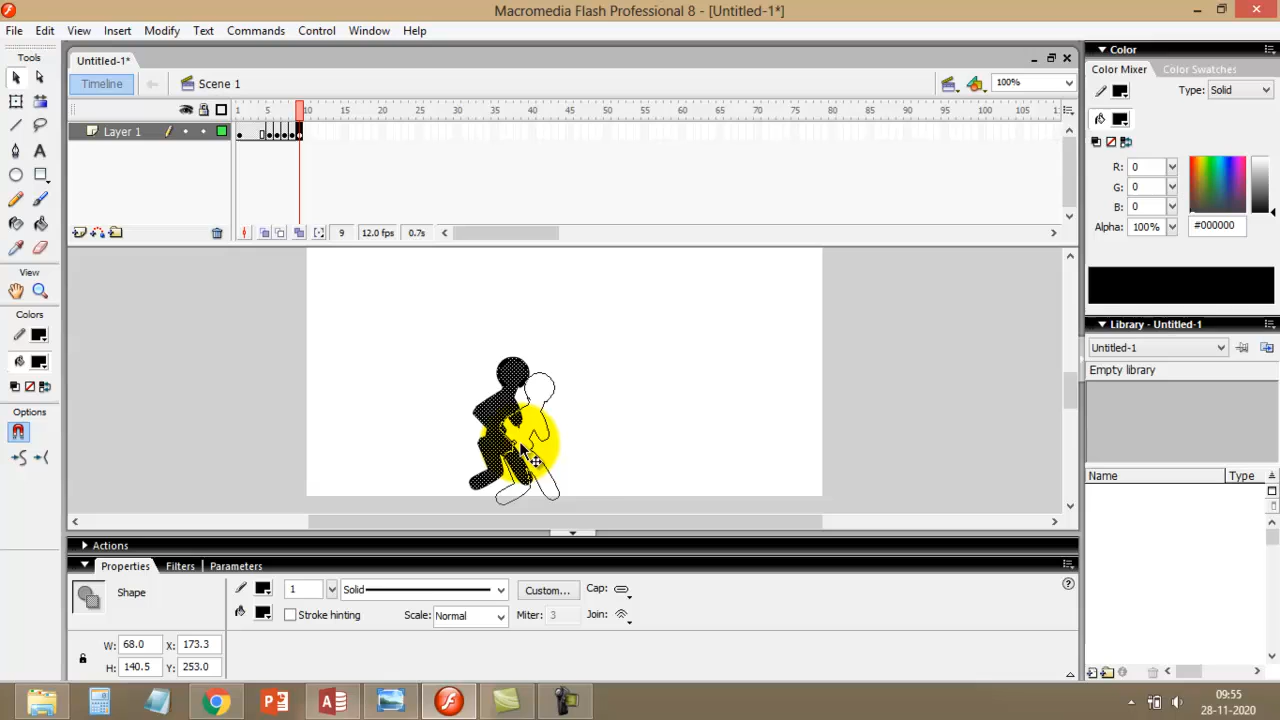 Macromedia Flash Professional 8 - [Untitled-1*]
File Edit View Insert Modify Text Commands Control Window Help
Tools
View
Colors
Options
Untitled-1*
Timeline
Scene 1
100%
1 5 10 15 20 25 30 35 40 45 50 55 60 65 70 75 80 85 90 95 100 105
Layer 1
9 12.0 fps 0.7s
Color
Color Mixer Color Swatches
Type: Solid
R: 0
G: 0
B: 0
Alpha: 100% #000000
Library - Untitled-1
Untitled-1
Empty library
Name Type
Actions
Properties Filters Parameters
Shape
1 Solid Custom... Cap:
Stroke hinting Scale: Normal Miter: 3 Join:
W: 68.0 X: 173.3
H: 140.5 Y: 253.0
09:55
28-11-2020